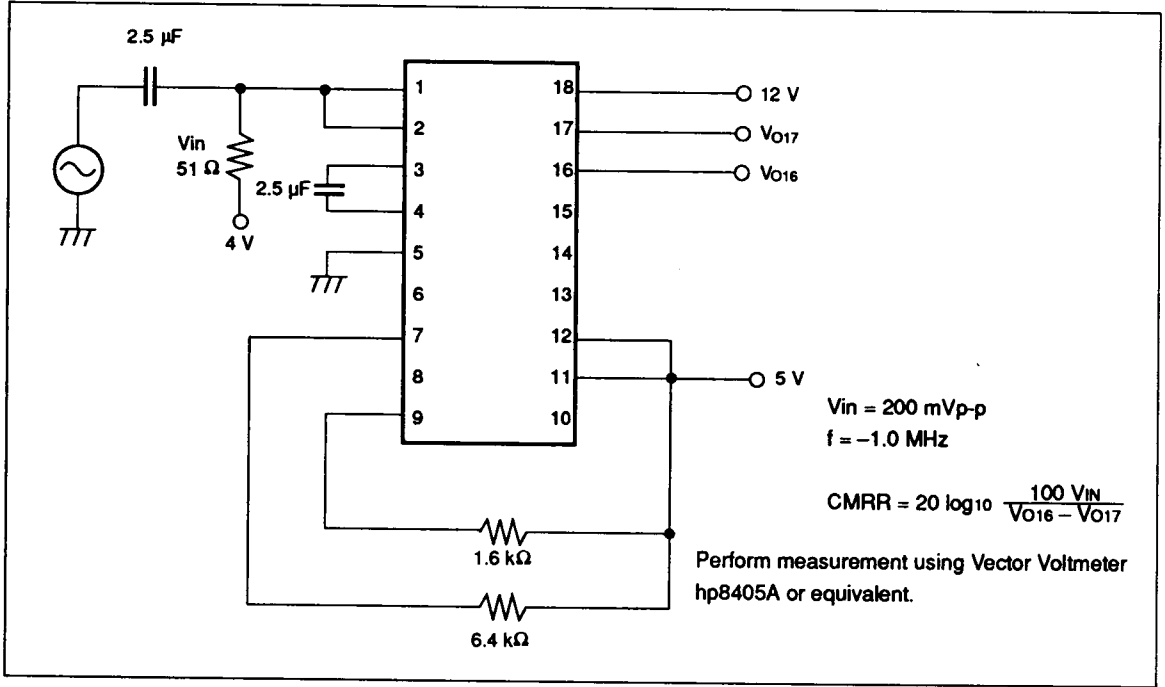 2.5 µF
Vin
51 Ω
4 V
2.5 µF
1
2
3
4
5
6
7
8
9
18
17
16
15
14
13
12
11
10
12 V
VO17
VO16
5 V
1.6 kΩ
6.4 kΩ
Vin = 200 mVp-p
f = –1.0 MHz
CMRR = 20 log10 100 VIN / VO16 – VO17
Perform measurement using Vector Voltmeter
hp8405A or equivalent.